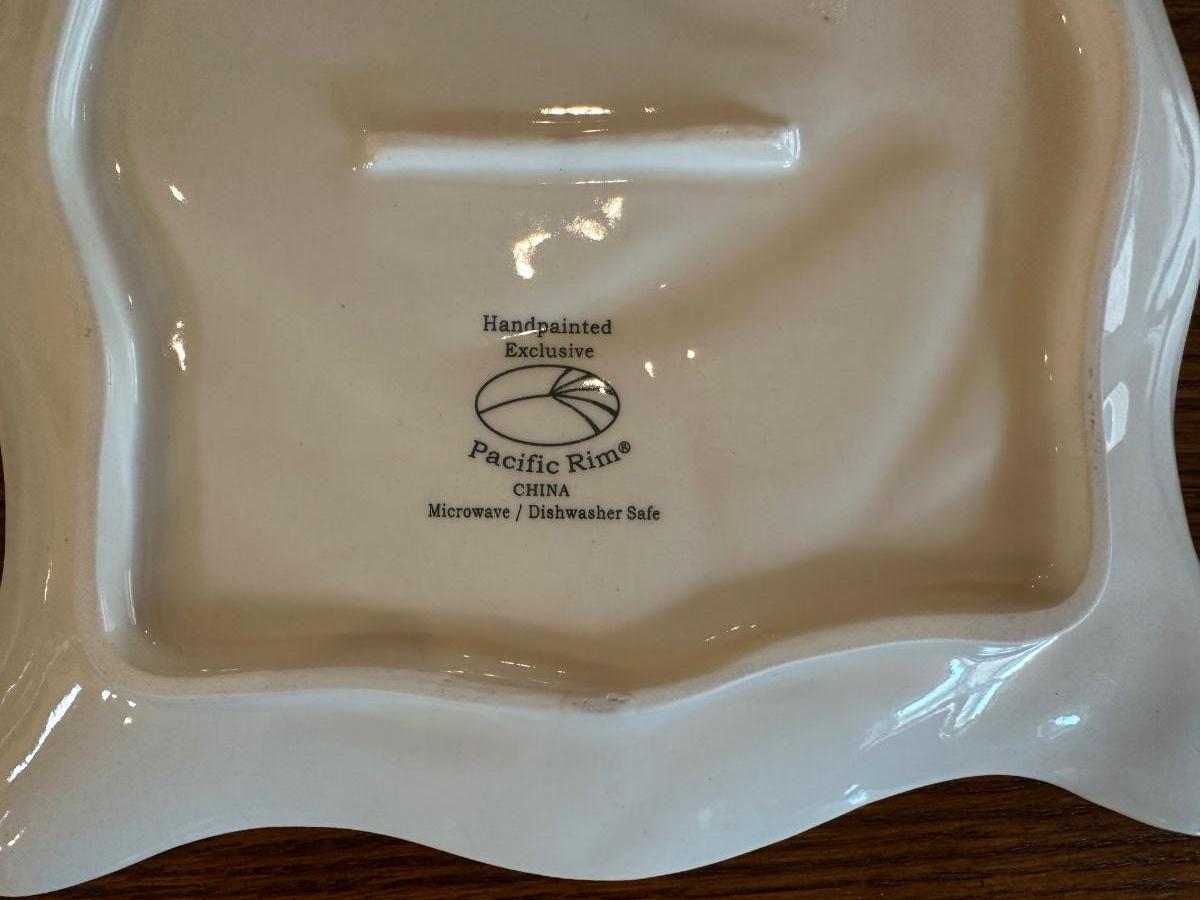 Handpainted
Exclusive
Pacific Rim®
CHINA
Microwave / Dishwasher Safe